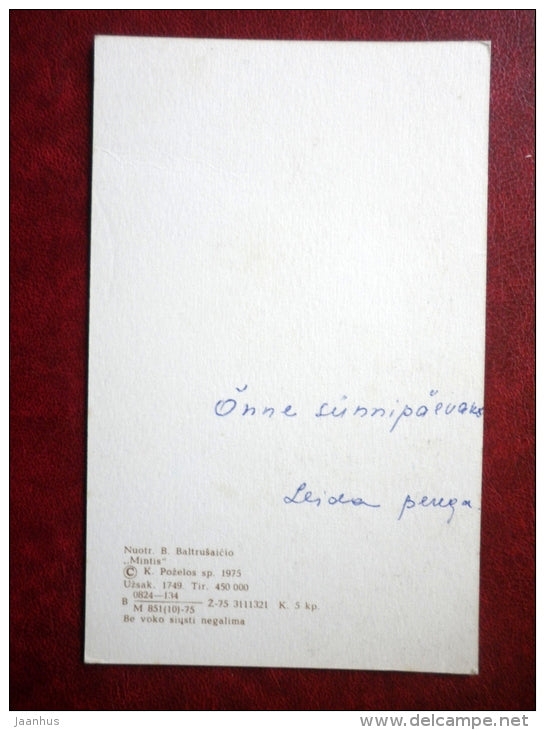 Õnne sünnipäevaks
Leida perega.
Nuotr. B. Baltrušaičio
„Mintis“
© K. Poželos sp. 1975
Užsak. 1749. Tir. 450 000
B 0824—134 / M 851(10)-75 Ž-75 3111321 K. 5 kp.
Be voko siųsti negalima
jaanhus
www.delcampe.net